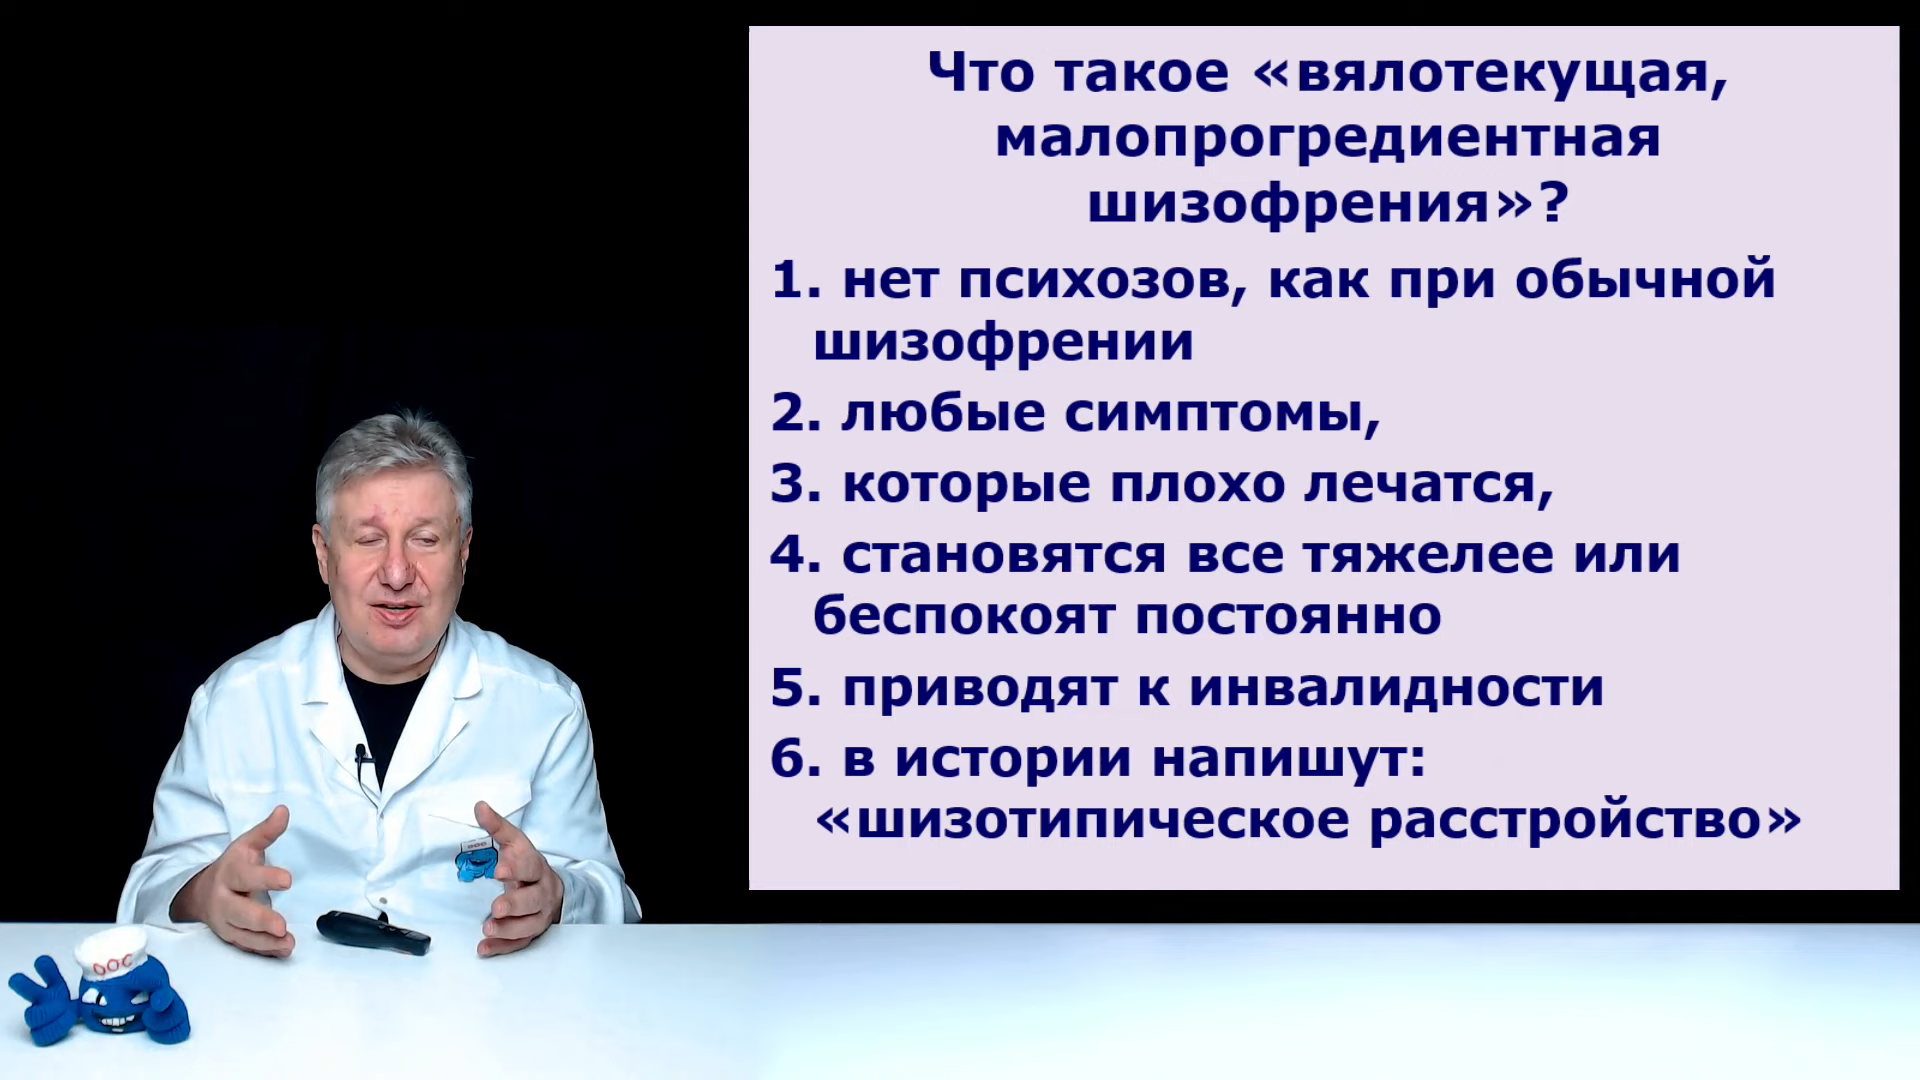 Что такое «вялотекущая,
малопрогредиентная
шизофрения»?
1. нет психозов, как при обычной
шизофрении
2. любые симптомы,
3. которые плохо лечатся,
4. становятся все тяжелее или
беспокоят постоянно
5. приводят к инвалидности
6. в истории напишут:
«шизотипическое расстройство»
DOC